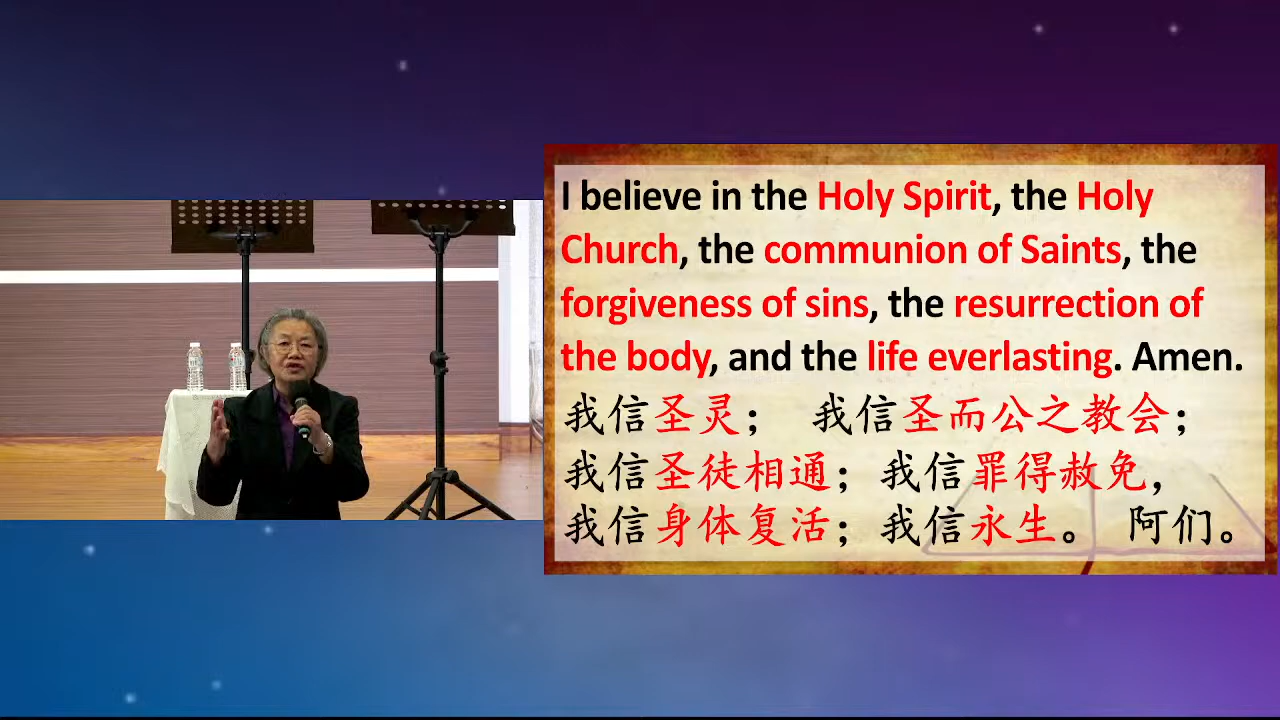 I believe in the Holy Spirit, the Holy
Church, the communion of Saints, the
forgiveness of sins, the resurrection of
the body, and the life everlasting. Amen.
我信圣灵； 我信圣而公之教会；
我信圣徒相通；我信罪得赦免，
我信身体复活；我信永生。 阿们。